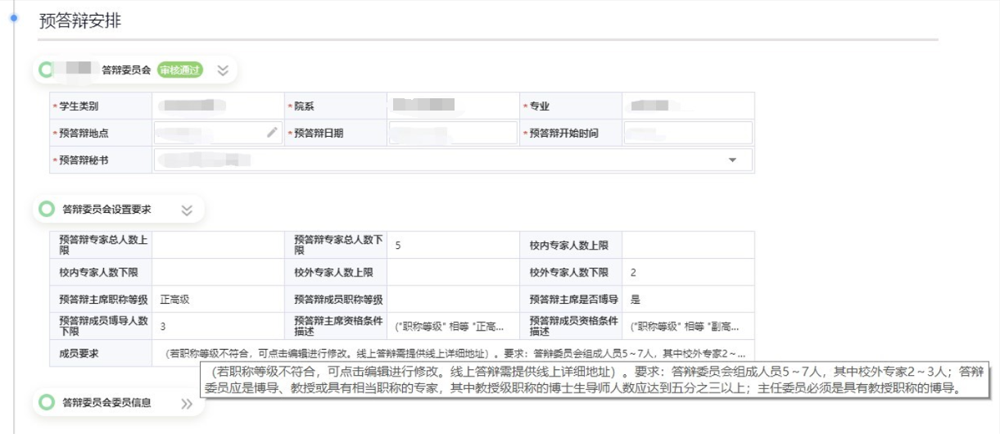 预答辩安排
答辩委员会 审核通过
*学生类别 *院系 *专业
*预答辩地点 *预答辩日期 *预答辩开始时间
*预答辩秘书
答辩委员会设置要求
预答辩专家总人数上限 预答辩专家总人数下限 5 校内专家人数上限
校内专家人数下限 校外专家人数上限 校外专家人数下限 2
预答辩主席职称等级 正高级 预答辩成员职称等级 预答辩主席是否博导 是
预答辩成员博导人数下限 3 预答辩主席资格条件描述 ("职称等级" 相等 "正高... 预答辩成员资格条件描述 ("职称等级" 相等 "副高...
成员要求 （若职称等级不符合，可点击编辑进行修改。线上答辩需提供线上详细地址）。要求：答辩委员会组成人员5～7人，其中校外专家2～...
（若职称等级不符合，可点击编辑进行修改。线上答辩需提供线上详细地址）。要求：答辩委员会组成人员5～7人，其中校外专家2～3人；答辩
委员应是博导、教授或具有相当职称的专家，其中教授级职称的博士生导师人数应达到五分之三以上；主任委员必须是具有教授职称的博导。
答辩委员会委员信息